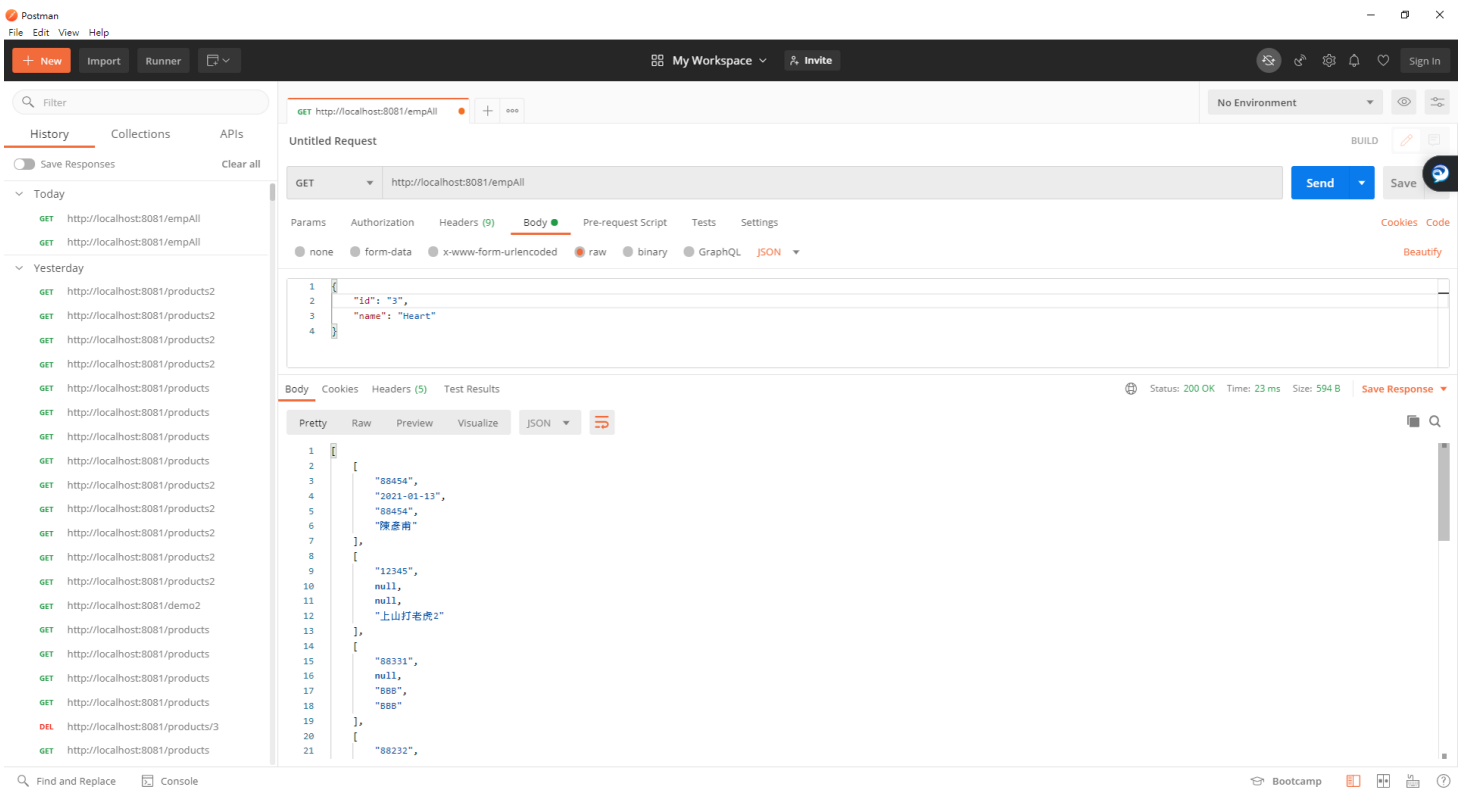 Postman
File Edit View Help
+ New Import Runner My Workspace Invite Sign In
Filter
History Collections APIs
Save Responses Clear all
Today
GET http://localhost:8081/empAll
GET http://localhost:8081/empAll
Yesterday
GET http://localhost:8081/products2
GET http://localhost:8081/products2
GET http://localhost:8081/products2
GET http://localhost:8081/products2
GET http://localhost:8081/products
GET http://localhost:8081/products
GET http://localhost:8081/products
GET http://localhost:8081/products
GET http://localhost:8081/products2
GET http://localhost:8081/products2
GET http://localhost:8081/products2
GET http://localhost:8081/products2
GET http://localhost:8081/products2
GET http://localhost:8081/demo2
GET http://localhost:8081/products
GET http://localhost:8081/products
GET http://localhost:8081/products
GET http://localhost:8081/products
DEL http://localhost:8081/products/3
GET http://localhost:8081/products
GET http://localhost:8081/empAll
No Environment
Untitled Request
BUILD
GET http://localhost:8081/empAll
Send Save
Params Authorization Headers (9) Body Pre-request Script Tests Settings Cookies Code
none form-data x-www-form-urlencoded raw binary GraphQL JSON Beautify
1 {
2 "id": "3",
3 "name": "Heart"
4 }
Body Cookies Headers (5) Test Results Status: 200 OK Time: 23 ms Size: 594 B Save Response
Pretty Raw Preview Visualize JSON
1 [
2 [
3 "88454",
4 "2021-01-13",
5 "88454",
6 "陳彥甫"
7 ],
8 [
9 "12345",
10 null,
11 null,
12 "上山打老虎2"
13 ],
14 [
15 "88331",
16 null,
17 "BBB",
18 "BBB"
19 ],
20 [
21 "88232",
Find and Replace Console Bootcamp